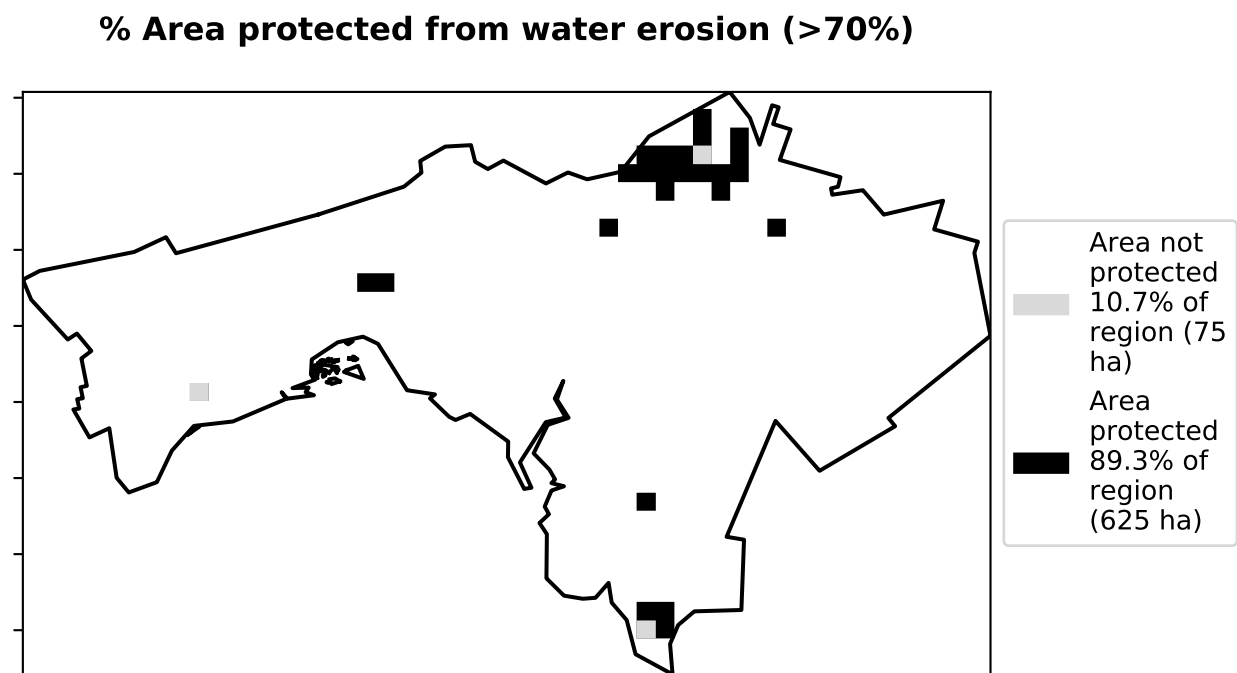 % Area protected from water erosion (>70%)
Area not
protected
10.7% of
region (75
ha)
Area
protected
89.3% of
region
(625 ha)